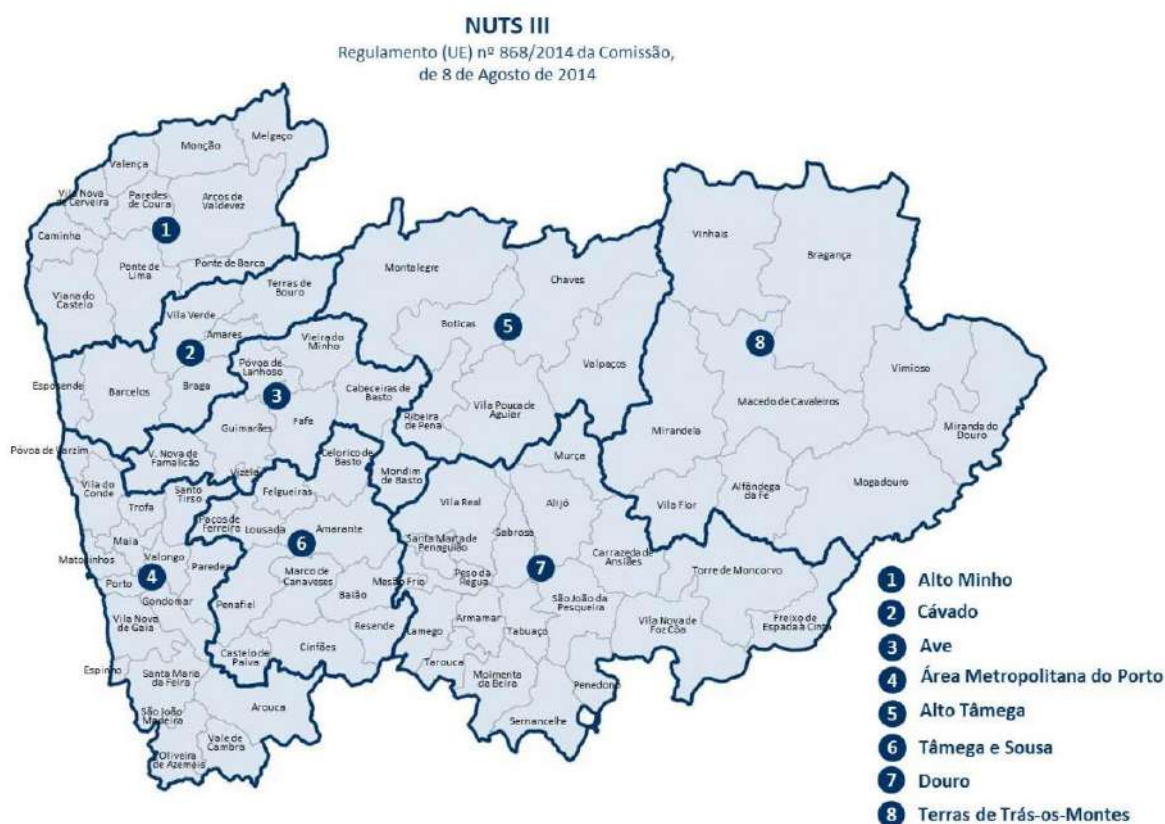 NUTS III
Regulamento (UE) nº 868/2014 da Comissão,
de 8 de Agosto de 2014
Melgaço
Monção
Valença
Vila Nova
de Cerveira
Paredes
de Coura
Arcos de
Valdevez
1
Caminha
Ponte de
Lima
Ponte de Barca
Viana do
Castelo
Terras de
Bouro
Vila Verde
Amares
2
Vieira do
Minho
Póvoa de
Lanhoso
Esposende
Barcelos
Braga
3
Cabeceiras de
Basto
Guimarães
Fafe
V. Nova de
Famalicão
Vizela
Póvoa de Varzim
Celorico de
Basto
Mondim
de Basto
Montalegre
Chaves
Boticas
5
Valpaços
Vila Pouca de
Aguiar
Ribeira
de Pena
Vinhais
Bragança
8
Vimioso
Macedo de Cavaleiros
Mirandela
Miranda do
Douro
Mogadouro
Alfândega
da Fé
Vila Flor
Vila do
Conde
Trofa
Santo
Tirso
Maia
Matosinhos
Valongo
Paredes
Porto
4
Gondomar
Vila Nova
de Gaia
Espinho
Santa Maria
da Feira
São João
Madeira
Arouca
Vale de
Cambra
Oliveira
de Azeméis
Felgueiras
Paços de
Ferreira
Lousada
Amarante
6
Marco de
Canaveses
Baião
Penafiel
Resende
Cinfães
Castelo de
Paiva
Murça
Vila Real
Alijó
Sabrosa
Santa Marta de
Penaguião
Mesão Frio
Peso da
Regua
7
Carrazeda de
Ansiães
Torre de Moncorvo
São João da
Pesqueira
Armamar
Tabuaço
Vila Nova de
Foz Côa
Freixo de
Espada à Cinta
Lamego
Tarouca
Moimenta
da Beira
Penedono
Sernancelhe
1 Alto Minho
2 Cávado
3 Ave
4 Área Metropolitana do Porto
5 Alto Tâmega
6 Tâmega e Sousa
7 Douro
8 Terras de Trás-os-Montes